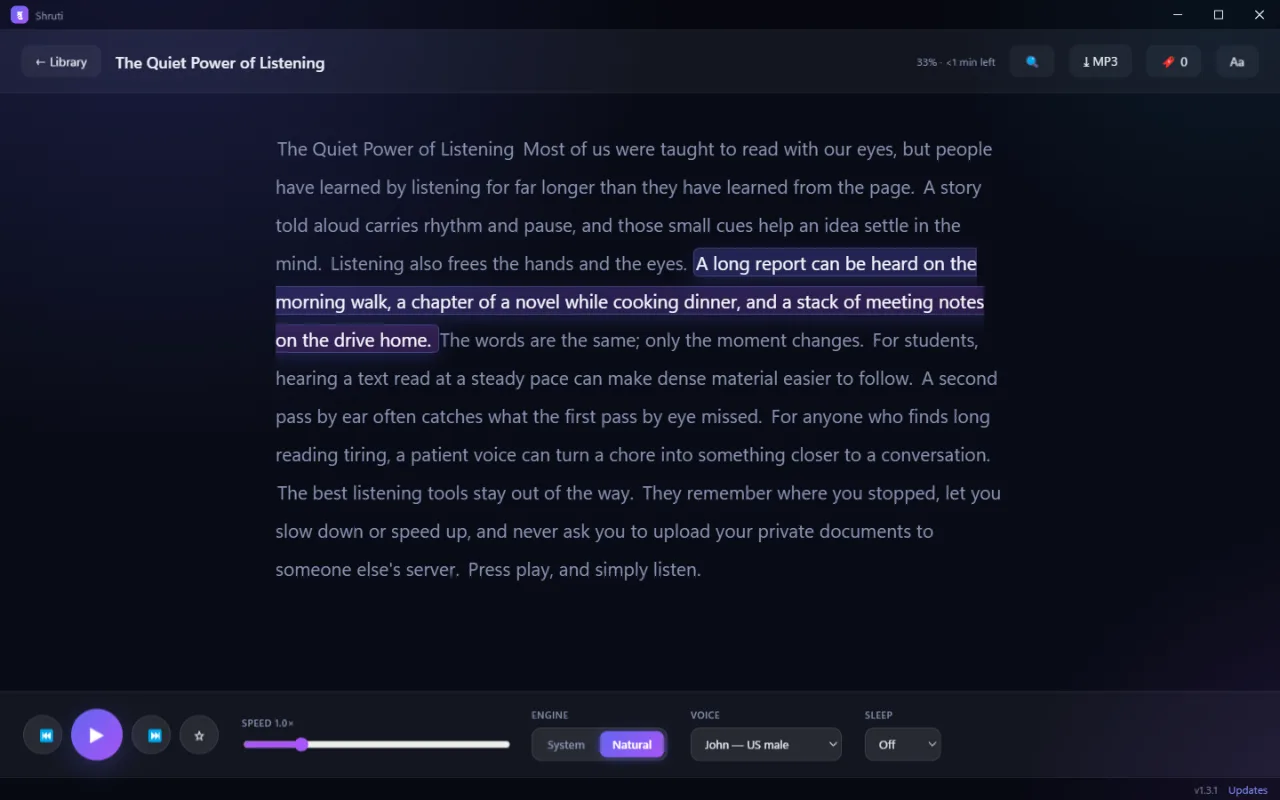 Shruti
← Library
The Quiet Power of Listening
33% · <1 min left
↓ MP3
0
Aa
The Quiet Power of Listening  Most of us were taught to read with our eyes, but people
have learned by listening for far longer than they have learned from the page.  A story
told aloud carries rhythm and pause, and those small cues help an idea settle in the
mind.  Listening also frees the hands and the eyes.  A long report can be heard on the
morning walk, a chapter of a novel while cooking dinner, and a stack of meeting notes
on the drive home.  The words are the same; only the moment changes.  For students,
hearing a text read at a steady pace can make dense material easier to follow.  A second
pass by ear often catches what the first pass by eye missed.  For anyone who finds long
reading tiring, a patient voice can turn a chore into something closer to a conversation.
The best listening tools stay out of the way.  They remember where you stopped, let you
slow down or speed up, and never ask you to upload your private documents to
someone else's server.  Press play, and simply listen.
SPEED 1.0×
ENGINE
System
Natural
VOICE
John — US male
SLEEP
Off
v1.3.1
Updates